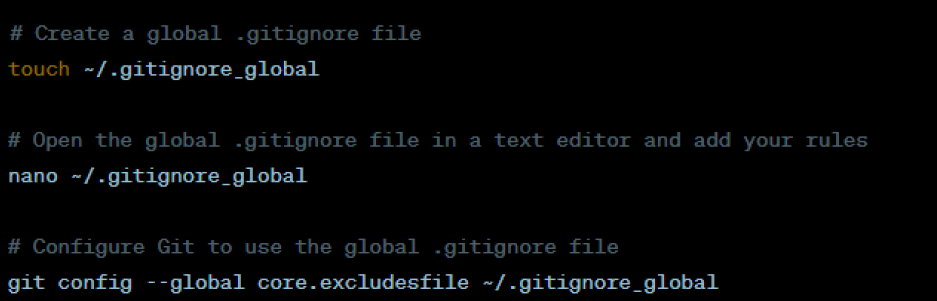 # Create a global .gitignore file
touch ~/.gitignore_global
# Open the global .gitignore file in a text editor and add your rules
nano ~/.gitignore_global
# Configure Git to use the global .gitignore file
git config --global core.excludesfile ~/.gitignore_global